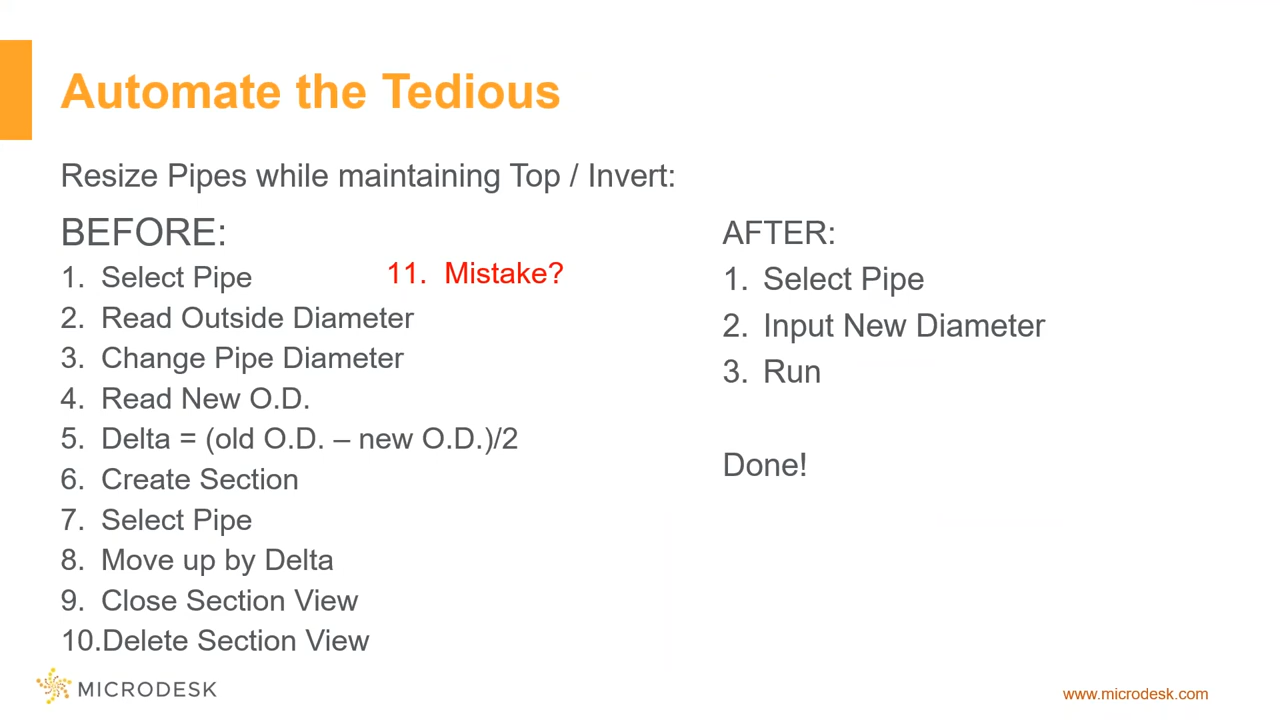 Automate the Tedious
Resize Pipes while maintaining Top / Invert:
BEFORE:
1. Select Pipe
2. Read Outside Diameter
3. Change Pipe Diameter
4. Read New O.D.
5. Delta = (old O.D. – new O.D.)/2
6. Create Section
7. Select Pipe
8. Move up by Delta
9. Close Section View
10.Delete Section View
11. Mistake?
AFTER:
1. Select Pipe
2. Input New Diameter
3. Run
Done!
MICRODESK
www.microdesk.com